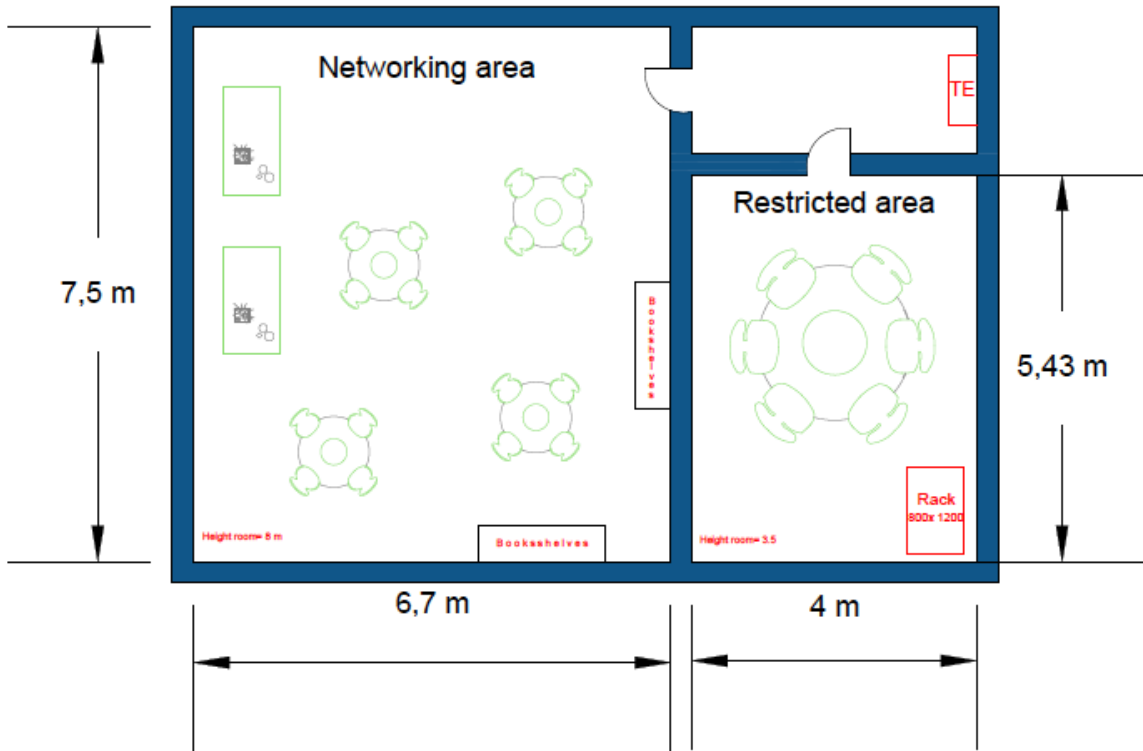 Networking area
TE
Restricted area
7,5 m
Bookshelves
5,43 m
Rack
800x 1200
Height room= 8 m
Booksshelves
Height room= 3.5
6,7 m
4 m